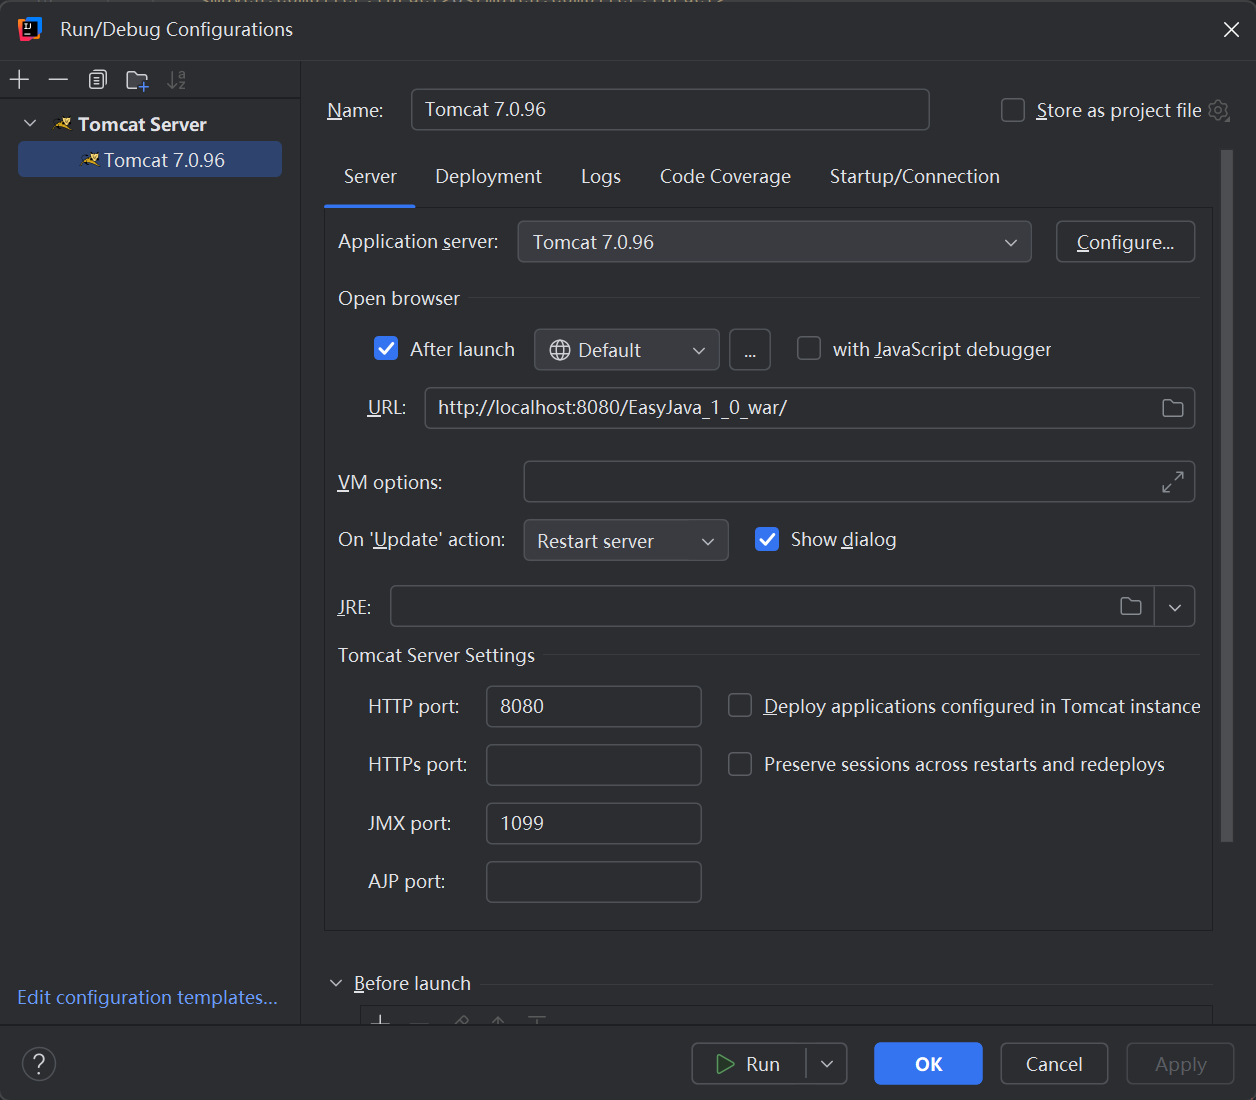 Run/Debug Configurations
Tomcat Server
Tomcat 7.0.96
Name:
Tomcat 7.0.96
Store as project file
Server
Deployment
Logs
Code Coverage
Startup/Connection
Application server:
Tomcat 7.0.96
Configure...
Open browser
After launch
Default
...
with JavaScript debugger
URL:
http://localhost:8080/EasyJava_1_0_war/
VM options:
On 'Update' action:
Restart server
Show dialog
JRE:
Tomcat Server Settings
HTTP port:
8080
Deploy applications configured in Tomcat instance
HTTPs port:
Preserve sessions across restarts and redeploys
JMX port:
1099
AJP port:
Before launch
Edit configuration templates...
?
Run
OK
Cancel
Apply